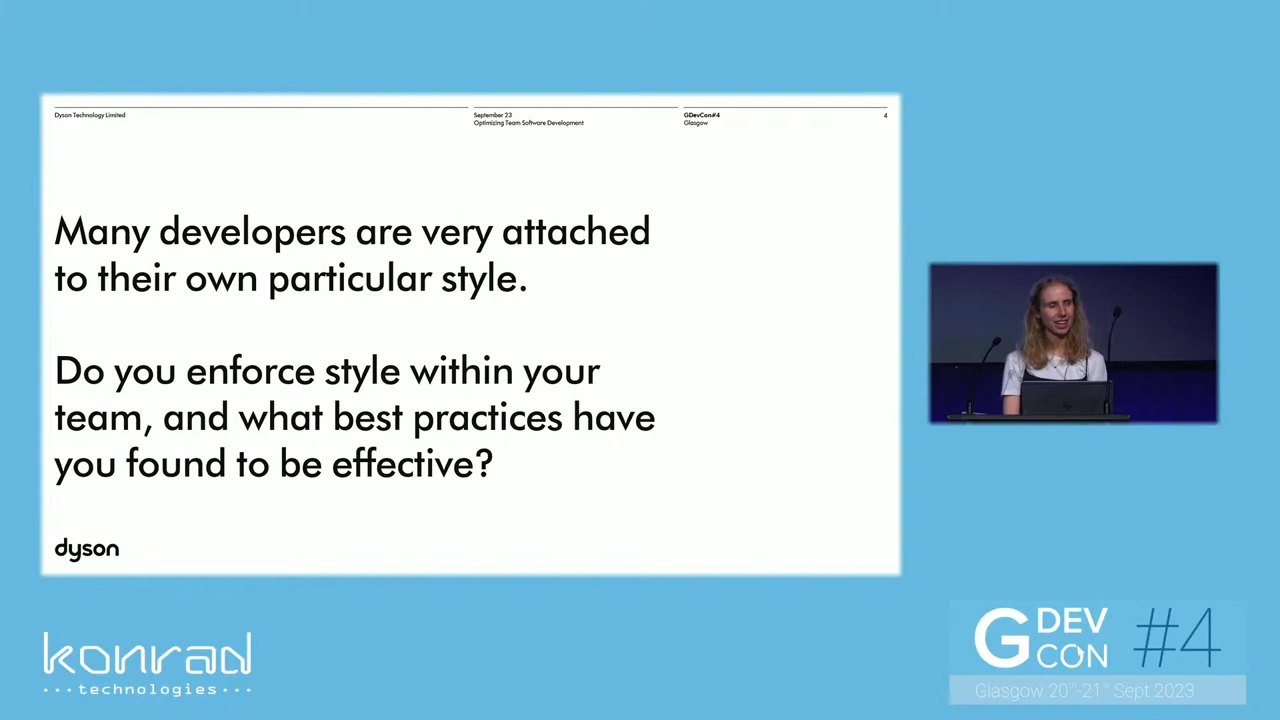 Dyson Technology Limited
September 23
Optimizing Team Software Development
GDevCon#4
Glasgow
4
Many developers are very attached
to their own particular style.
Do you enforce style within your
team, and what best practices have
you found to be effective?
dyson
konrad
...technologies...
G DEV CON #4
Glasgow 20th-21st Sept 2023